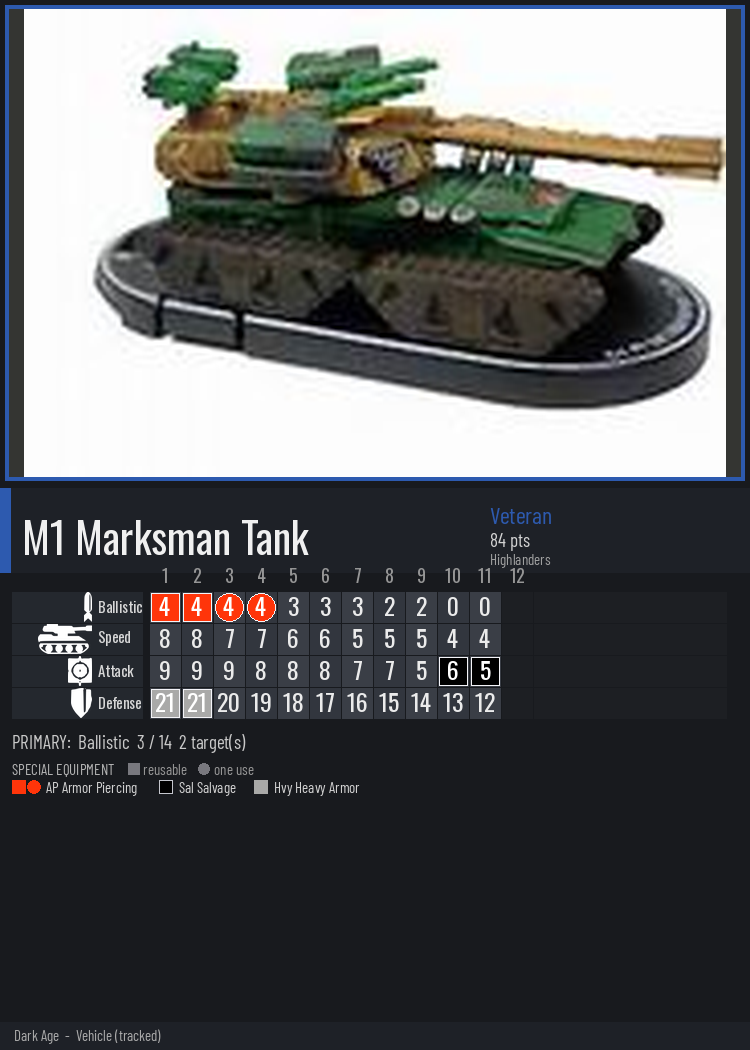 M1 Marksman Tank
Veteran
84 pts
Highlanders
1 2 3 4 5 6 7 8 9 10 11 12
Ballistic 4 4 4 4 3 3 3 2 2 0 0
Speed 8 8 7 7 6 6 5 5 5 4 4
Attack 9 9 9 8 8 8 7 7 5 6 5
Defense 21 21 20 19 18 17 16 15 14 13 12
PRIMARY: Ballistic 3 / 14 2 target(s)
SPECIAL EQUIPMENT reusable one use
AP Armor Piercing Sal Salvage Hvy Heavy Armor
Dark Age - Vehicle (tracked)